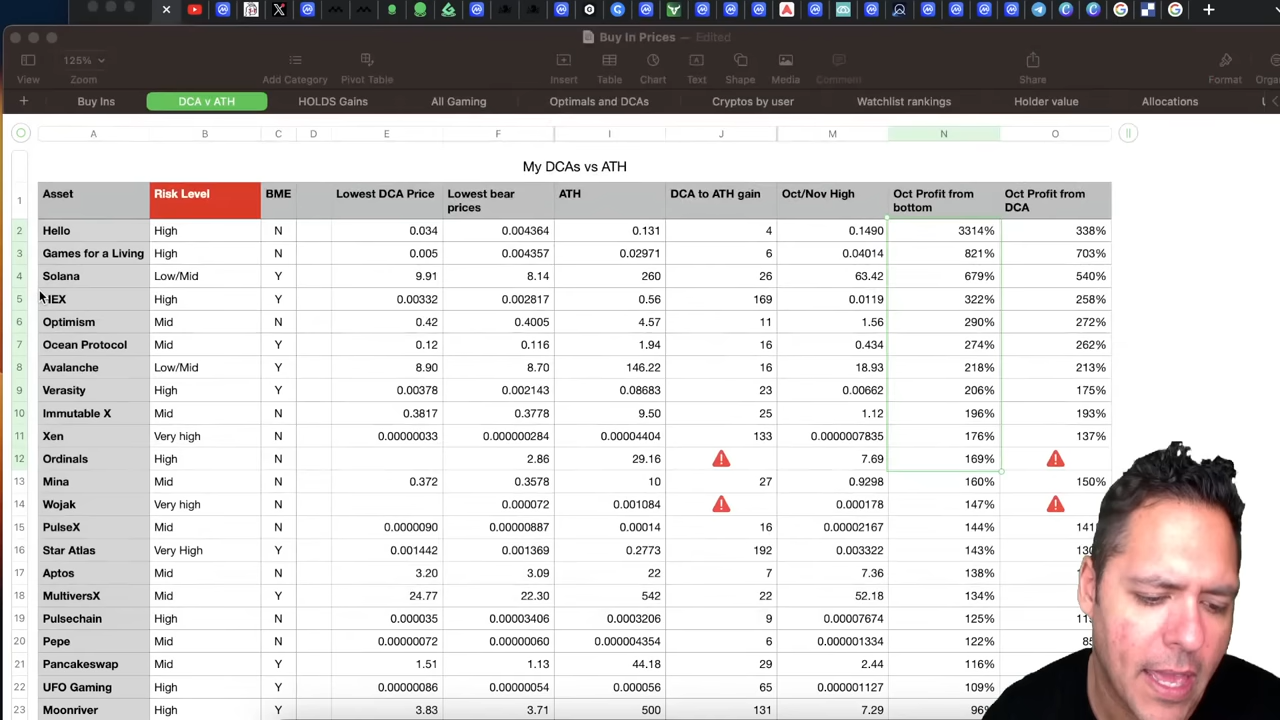 Buy In Prices — Edited
125%
View Zoom Add Category Pivot Table Insert Table Chart Text Shape Media Comment Share Format
Buy Ins DCA v ATH HOLDS Gains All Gaming Optimals and DCAs Cryptos by user Watchlist rankings Holder value Allocations
A B C D E F I J M N O
My DCAs vs ATH
1 Asset Risk Level BME Lowest DCA Price Lowest bear prices ATH DCA to ATH gain Oct/Nov High Oct Profit from bottom Oct Profit from DCA
2 Hello High N 0.034 0.004364 0.131 4 0.1490 3314% 338%
3 Games for a Living High N 0.005 0.004357 0.02971 6 0.04014 821% 703%
4 Solana Low/Mid Y 9.91 8.14 260 26 63.42 679% 540%
5 HEX High Y 0.00332 0.002817 0.56 169 0.0119 322% 258%
6 Optimism Mid N 0.42 0.4005 4.57 11 1.56 290% 272%
7 Ocean Protocol Mid Y 0.12 0.116 1.94 16 0.434 274% 262%
8 Avalanche Low/Mid Y 8.90 8.70 146.22 16 18.93 218% 213%
9 Verasity High Y 0.00378 0.002143 0.08683 23 0.00662 206% 175%
10 Immutable X Mid N 0.3817 0.3778 9.50 25 1.12 196% 193%
11 Xen Very high N 0.00000033 0.000000284 0.00004404 133 0.0000007835 176% 137%
12 Ordinals High N 2.86 29.16 7.69 169%
13 Mina Mid N 0.372 0.3578 10 27 0.9298 160% 150%
14 Wojak Very high N 0.000072 0.001084 0.000178 147%
15 PulseX Mid N 0.0000090 0.00000887 0.00014 16 0.00002167 144%
16 Star Atlas Very High Y 0.001442 0.001369 0.2773 192 0.003322 143%
17 Aptos Mid N 3.20 3.09 22 7 7.36 138%
18 MultiversX Mid Y 24.77 22.30 542 22 52.18 134%
19 Pulsechain High N 0.000035 0.00003406 0.0003206 9 0.00007674 125%
20 Pepe Mid N 0.00000072 0.00000060 0.000004354 6 0.000001334 122%
21 Pancakeswap Mid Y 1.51 1.13 44.18 29 2.44 116%
22 UFO Gaming High Y 0.00000086 0.00000054 0.000056 65 0.000001127 109%
23 Moonriver High Y 3.83 3.71 500 131 7.29